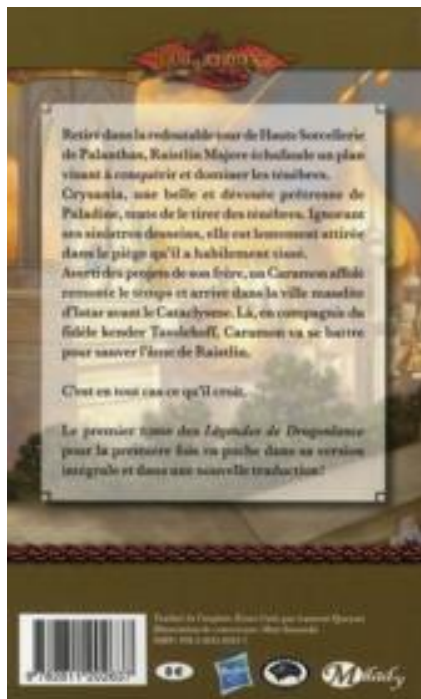 Retiré dans la redoutable tour de Haute Sorcellerie
de Palanthas, Raistlin Majere échafaude un plan
visant à conquérir et dominer les ténèbres.
Crysania, une belle et dévouée prêtresse de
Paladine, tente de le tirer des ténèbres. Ignorant
ses sinistres desseins, elle est lentement attirée
dans le piège qu'il a habilement tissé.
Averti des projets de son frère, un Caramon affolé
remonte le temps et arrive dans la ville maudite
d'Istar avant le Cataclysme. Là, en compagnie du
fidèle kender Tasslehoff, Caramon va se battre
pour sauver l'âme de Raistlin.
C'est en tout cas ce qu'il croit.
Le premier tome des Légendes de Dragonlance
pour la première fois en poche dans sa version
intégrale et dans une nouvelle traduction!
9 782811 202637
8 €
Milady